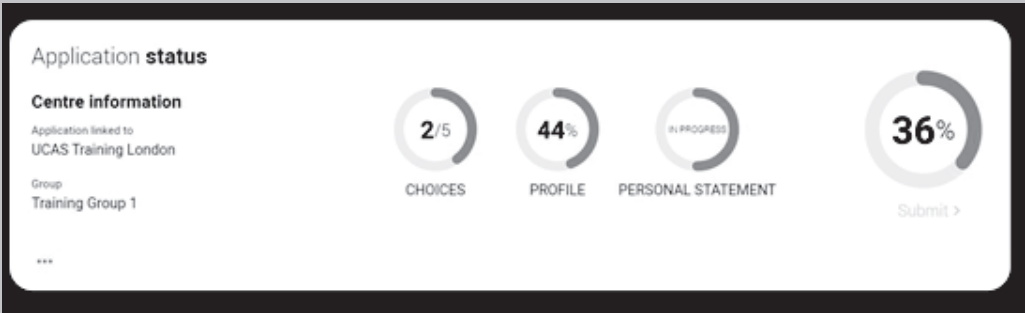 Application status
Centre information
Application linked to
UCAS Training London
Group
Training Group 1
...
2/5
CHOICES
44%
PROFILE
IN PROGRESS
PERSONAL STATEMENT
36%
Submit >